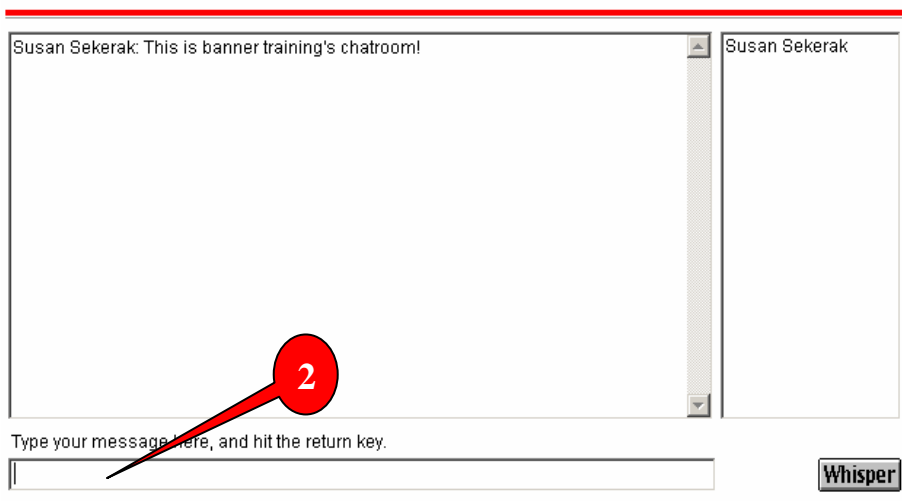 Susan Sekerak: This is banner training's chatroom!
Susan Sekerak
2
Type your message here, and hit the return key.
Whisper